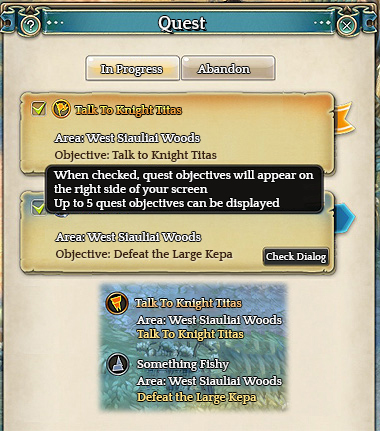 Quest
In Progress
Abandon
Talk To Knight Titas
Area: West Siauliai Woods
Objective: Talk to Knight Titas
When checked, quest objectives will appear on
the right side of your screen
Up to 5 quest objectives can be displayed
Area: West Siauliai Woods
Objective: Defeat the Large Kepa
Check Dialog
Talk To Knight Titas
Area: West Siauliai Woods
Talk To Knight Titas
Something Fishy
Area: West Siauliai Woods
Defeat the Large Kepa